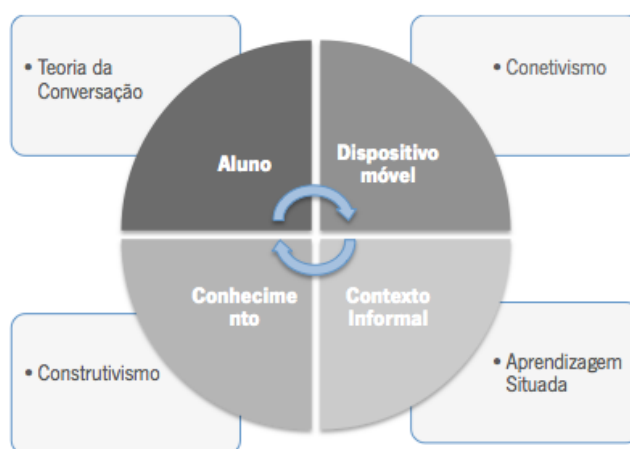 • Teoria da
Conversação
• Conetivismo
Aluno
Dispositivo
móvel
Conhecime
nto
Contexto
Informal
• Construtivismo
• Aprendizagem
Situada